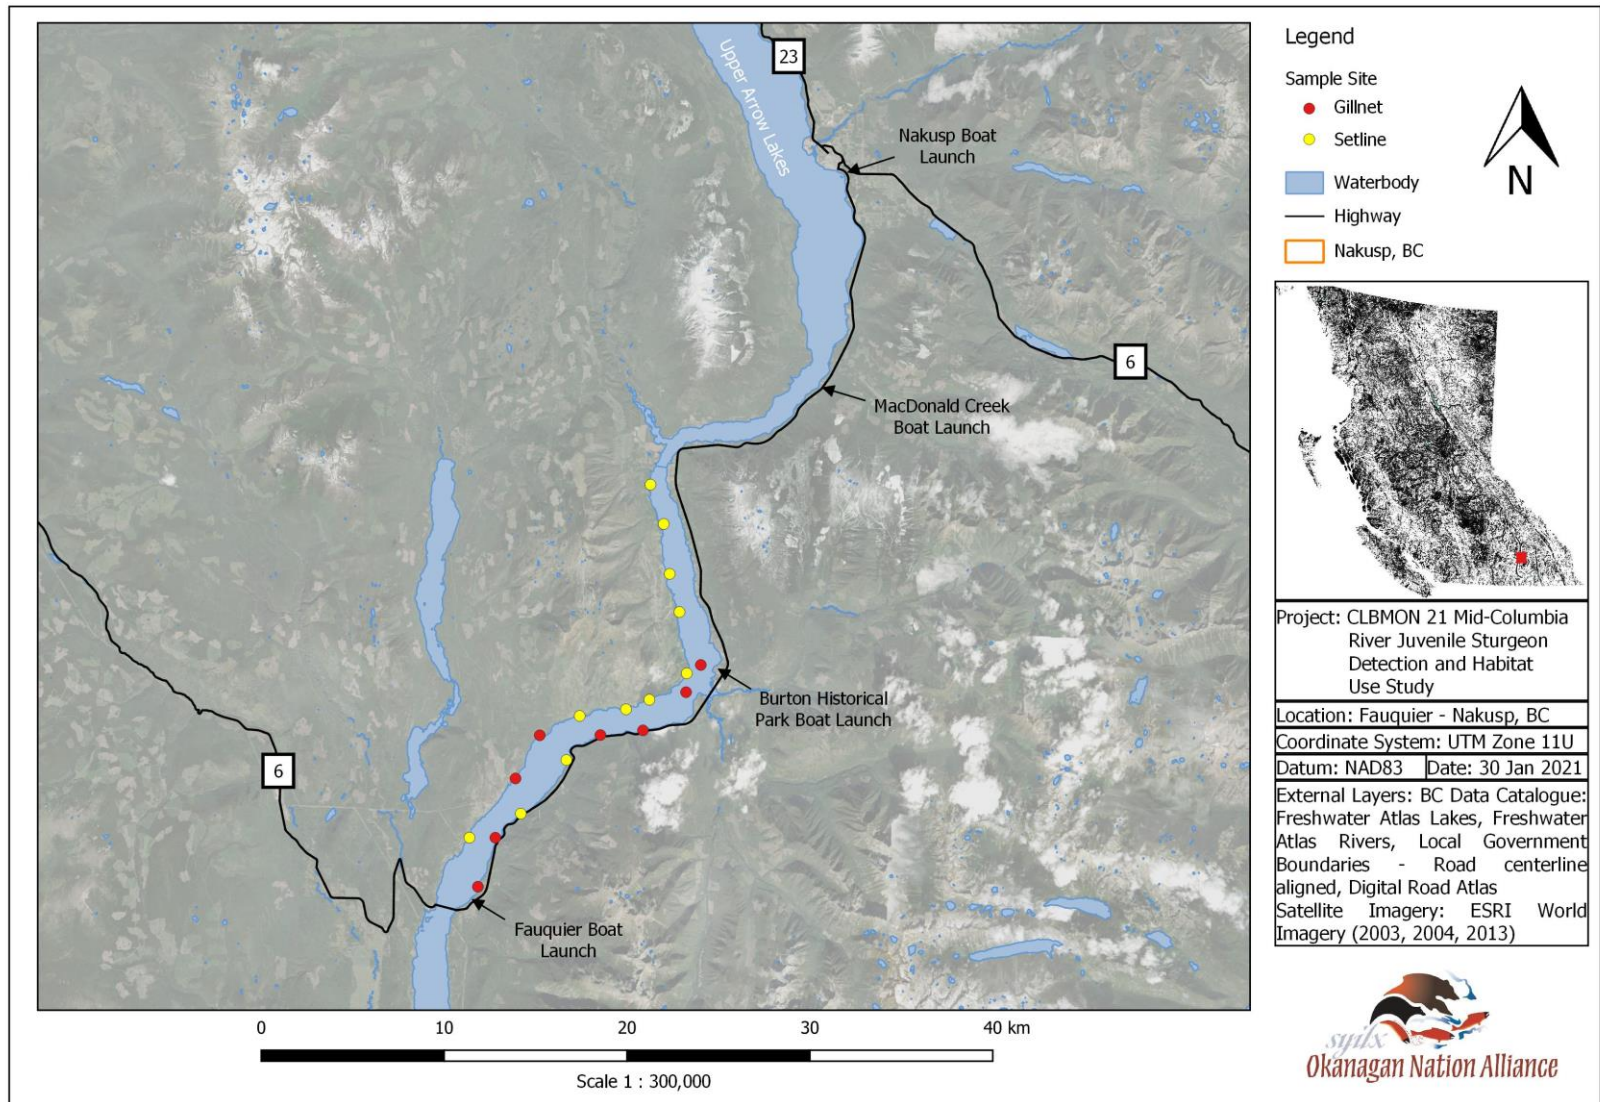 23
Upper Arrow Lakes
Nakusp Boat
Launch
6
MacDonald Creek
Boat Launch
Burton Historical
Park Boat Launch
6
Fauquier Boat
Launch
0 10 20 30 40 km
Scale 1 : 300,000
Legend
Sample Site
Gillnet
Setline
Waterbody
Highway
Nakusp, BC
N
Project: CLBMON 21 Mid-Columbia
River Juvenile Sturgeon
Detection and Habitat
Use Study
Location: Fauquier - Nakusp, BC
Coordinate System: UTM Zone 11U
Datum: NAD83 Date: 30 Jan 2021
External Layers: BC Data Catalogue:
Freshwater Atlas Lakes, Freshwater
Atlas Rivers, Local Government
Boundaries - Road centerline
aligned, Digital Road Atlas
Satellite Imagery: ESRI World
Imagery (2003, 2004, 2013)
syilx
Okanagan Nation Alliance